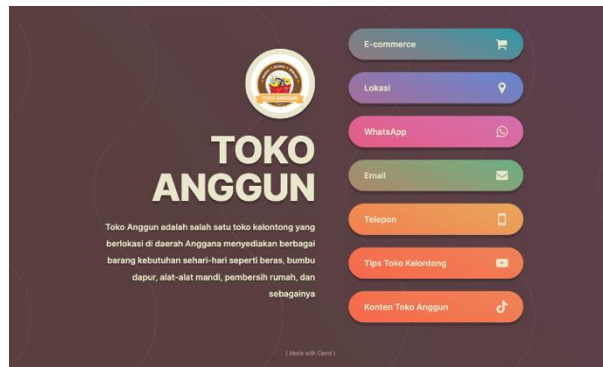 TOKO ANGGUN
TOKO
ANGGUN
Toko Anggun adalah salah satu toko kelontong yang
berlokasi di daerah Anggana menyediakan berbagai
barang kebutuhan sehari-hari seperti beras, bumbu
dapur, alat-alat mandi, pembersih rumah, dan
sebagainya
E-commerce
Lokasi
WhatsApp
Email
Telepon
Tips Toko Kelontong
Konten Toko Anggun
( Made with Carrd )